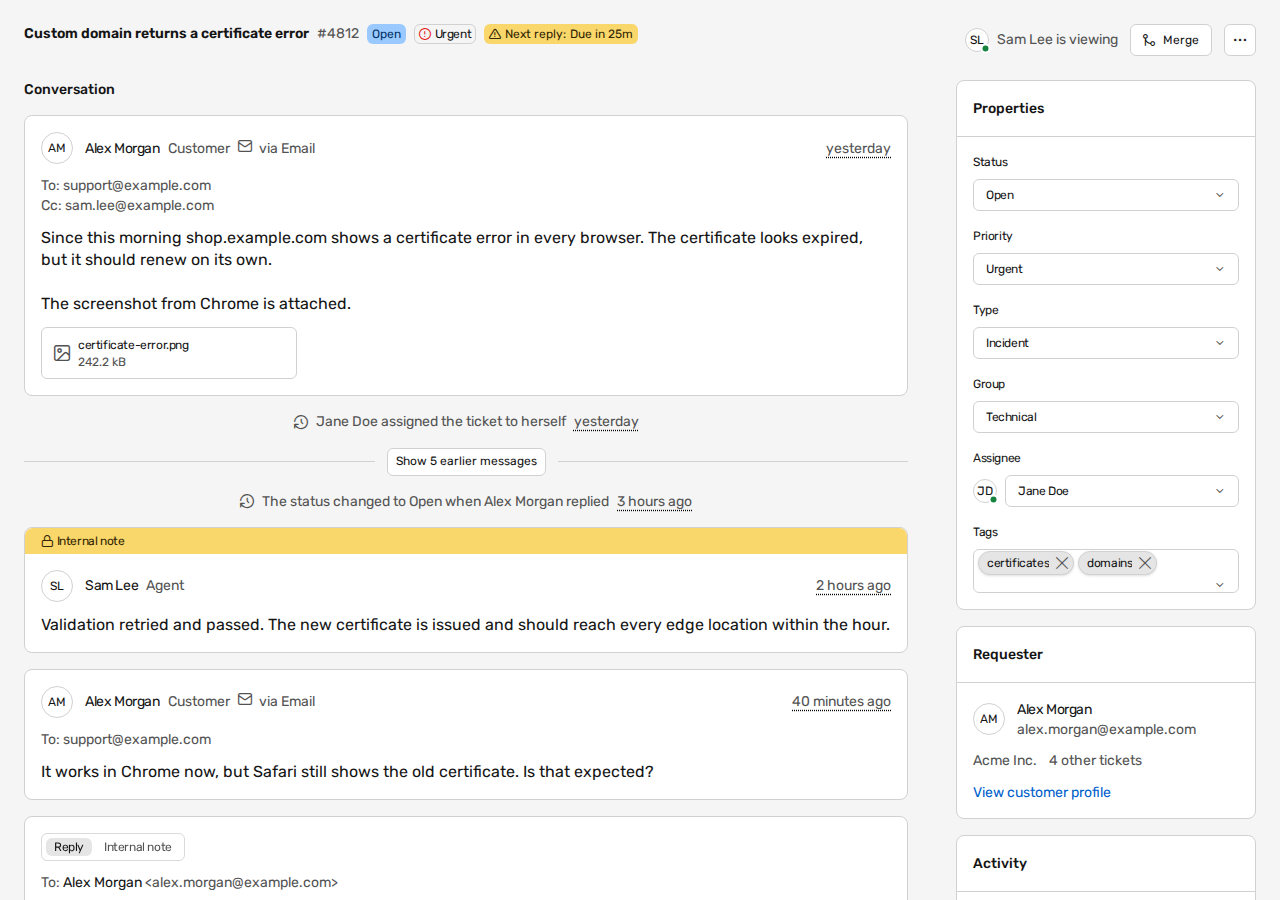 Custom domain returns a certificate error #4812 Open Urgent Next reply: Due in 25m
SL Sam Lee is viewing Merge
Conversation
AM Alex Morgan Customer via Email yesterday
To: support@example.com
Cc: sam.lee@example.com
Since this morning shop.example.com shows a certificate error in every browser. The certificate looks expired,
but it should renew on its own.
The screenshot from Chrome is attached.
certificate-error.png
242.2 kB
Jane Doe assigned the ticket to herself yesterday
Show 5 earlier messages
The status changed to Open when Alex Morgan replied 3 hours ago
Internal note
SL Sam Lee Agent 2 hours ago
Validation retried and passed. The new certificate is issued and should reach every edge location within the hour.
AM Alex Morgan Customer via Email 40 minutes ago
To: support@example.com
It works in Chrome now, but Safari still shows the old certificate. Is that expected?
Reply Internal note
To: Alex Morgan <alex.morgan@example.com>
Properties
Status
Open
Priority
Urgent
Type
Incident
Group
Technical
Assignee
JD Jane Doe
Tags
certificates domains
Requester
AM Alex Morgan
alex.morgan@example.com
Acme Inc. 4 other tickets
View customer profile
Activity